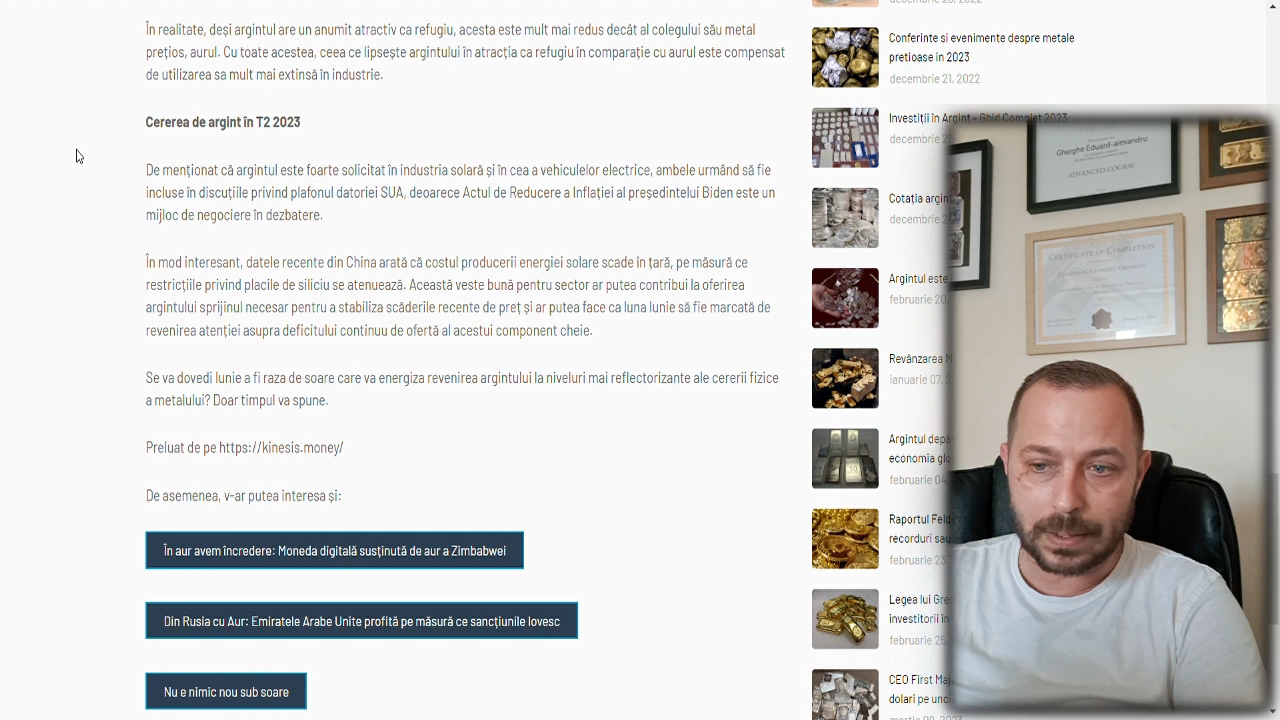 decembrie 23, 2022
În realitate, deși argintul are un anumit atractiv ca refugiu, acesta este mult mai redus decât al colegului său metal
prețios, aurul. Cu toate acestea, ceea ce lipsește argintului în atracția ca refugiu în comparație cu aurul este compensat
de utilizarea sa mult mai extinsă în industrie.
Cererea de argint în T2 2023
De menționat că argintul este foarte solicitat în industria solară și în cea a vehiculelor electrice, ambele urmând să fie
incluse în discuțiile privind plafonul datoriei SUA, deoarece Actul de Reducere a Inflației al președintelui Biden este un
mijloc de negociere în dezbatere.
În mod interesant, datele recente din China arată că costul producerii energiei solare scade în țară, pe măsură ce
restricțiile privind placile de siliciu se relaxează. Această veste bună pentru sector ar putea contribui la oferirea
argintului sprijinul necesar pentru a stabiliza scăderile recente de preț și ar putea face ca luna Iunie să fie marcată de
revenirea atenției asupra deficitului continuu de ofertă al acestui component cheie.
Se va dovedi Iunie a fi raza de soare care va energiza revenirea argintului la niveluri mai reflectorizante ale cererii fizice
a metalului? Doar timpul va spune.
Preluat de pe https://kinesis.money/
De asemenea, v-ar putea interesa și:
În aur avem încredere: Moneda digitală susținută de aur a Zimbabwei
Din Rusia cu Aur: Emiratele Arabe Unite profită pe măsură ce sancțiunile lovesc
Nu e nimic nou sub soare
Conferinte si evenimente despre metale
pretioase in 2023
decembrie 21, 2022
Investiții în Argint - Ghid Complet 2023
decembrie
Cotația argin
decembrie
Argintul este
februarie 20,
Revânzarea M
ianuarie 07, 2
Argintul depa
economia glo
februarie 04,
Raportul Feld
recorduri sau
februarie 23,
Legea lui Gres
investitorii în
februarie 25,
CEO First Maj
dolari pe unci
martie 09, 2023
Gherghe Eduard-alexandru
ADVANCED COURSE
CERTIFICATE OF COMPLETION